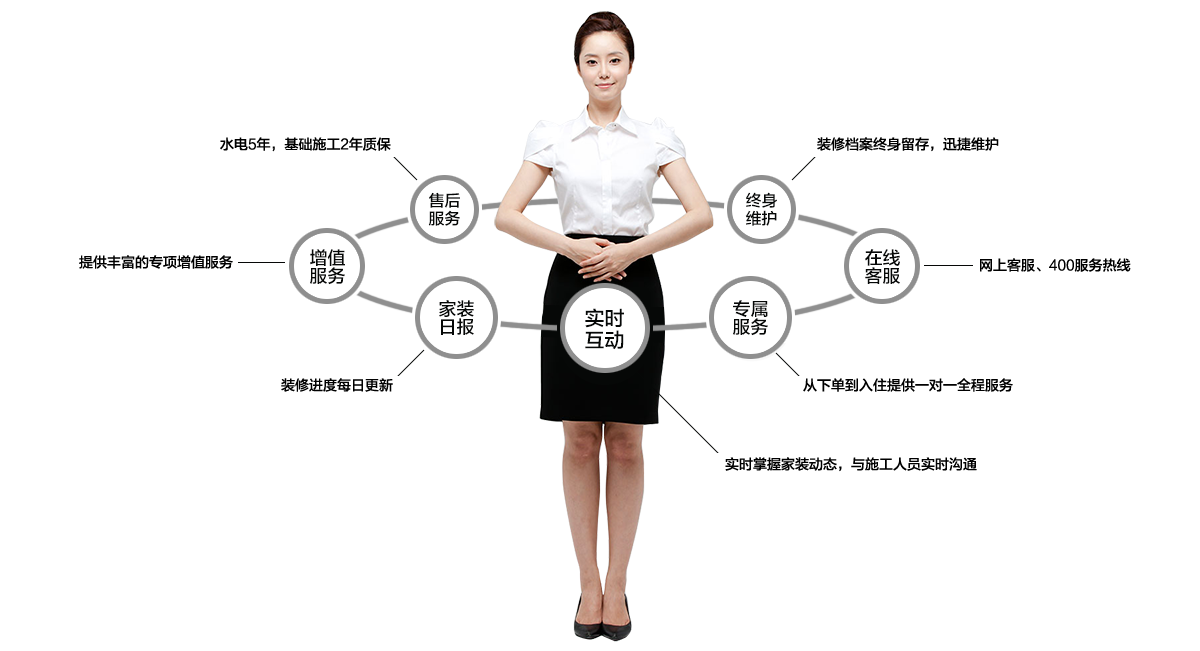 水电5年，基础施工2年质保
装修档案终身留存，迅捷维护
售后
服务
终身
维护
增值
服务
提供丰富的专项增值服务
在线
客服
网上客服、400服务热线
家装
日报
实时
互动
专属
服务
装修进度每日更新
从下单到入住提供一对一全程服务
实时掌握家装动态，与施工人员实时沟通